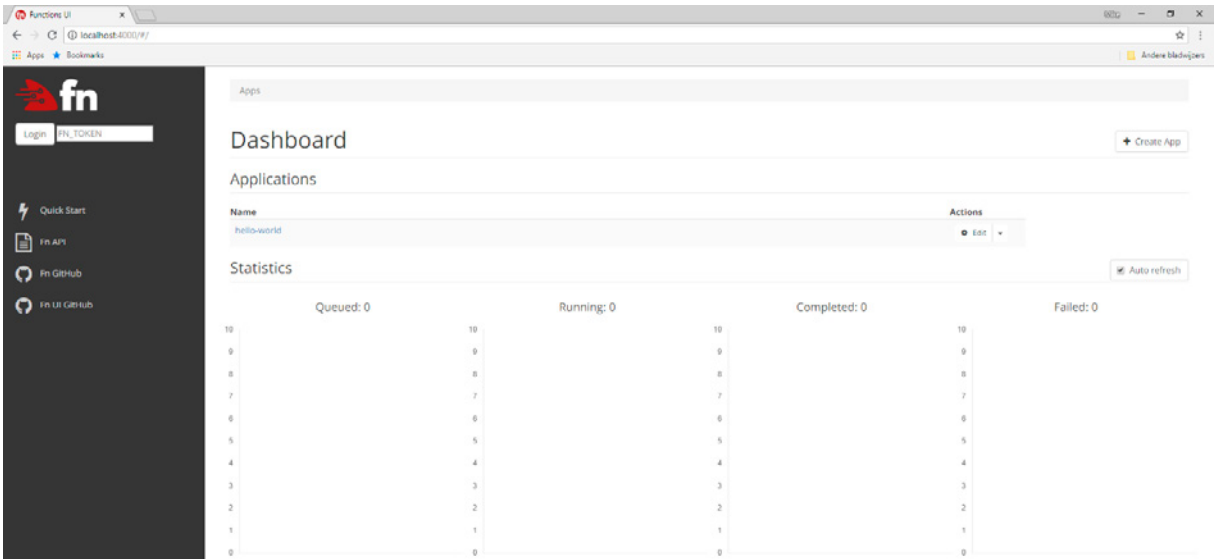 Functions UI
localhost:4000/#/
Apps
Bookmarks
Andere bladwijzers
fn
Login
FN_TOKEN
Quick Start
Fn API
Fn GitHub
Fn UI GitHub
Apps
Dashboard
Create App
Applications
Name Actions
hello-world Edit
Statistics
Auto refresh
Queued: 0 Running: 0 Completed: 0 Failed: 0
10 10 10 10
9 9 9 9
8 8 8 8
7 7 7 7
6 6 6 6
5 5 5 5
4 4 4 4
3 3 3 3
2 2 2 2
1 1 1 1
0 0 0 0